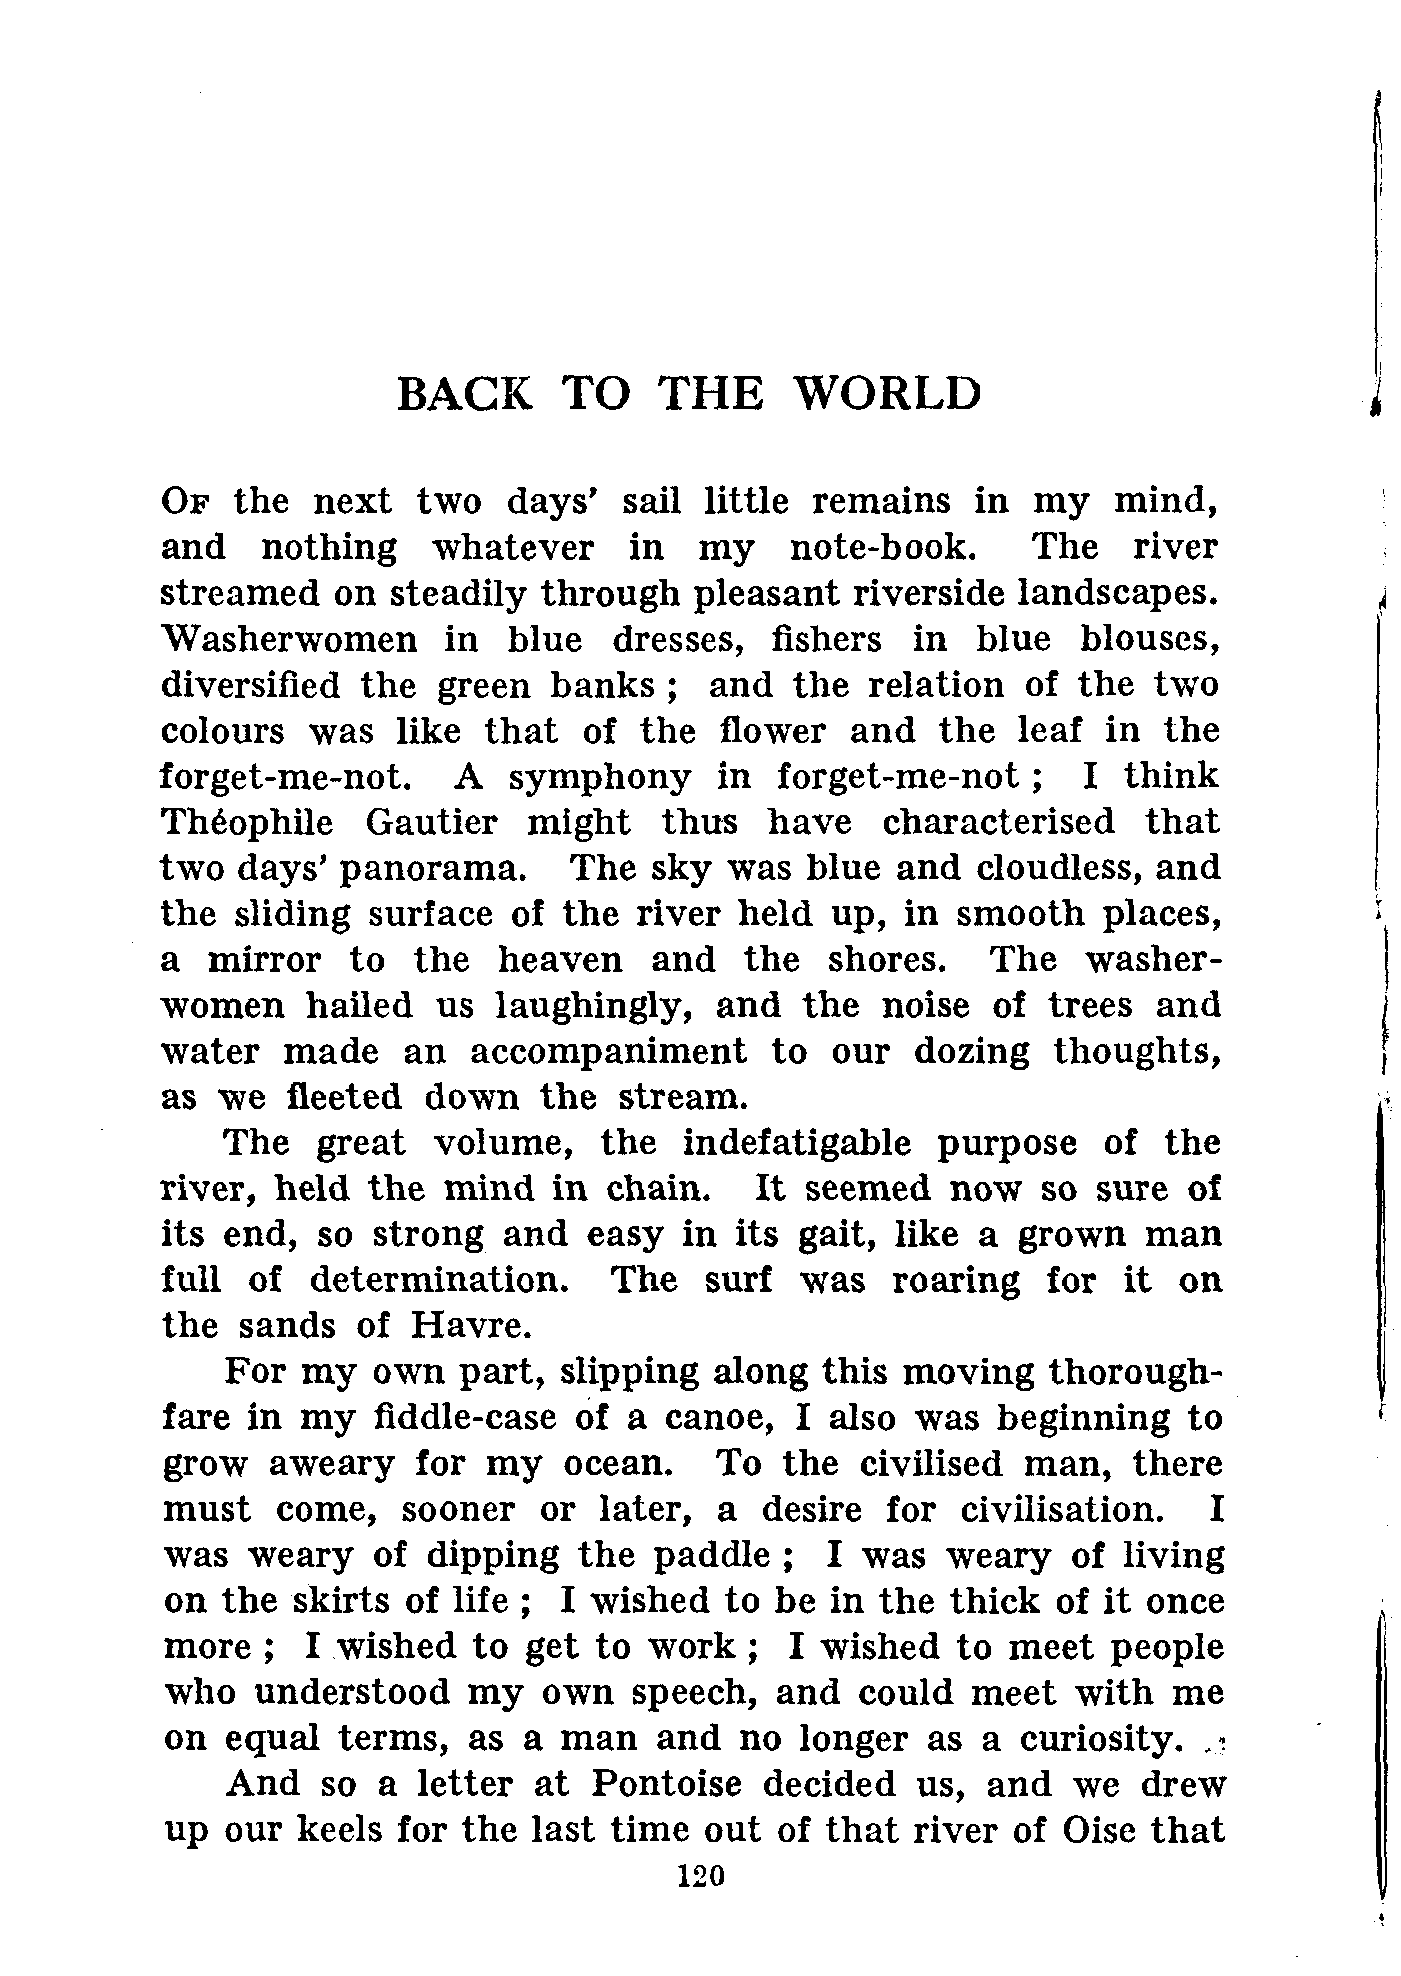 BACK TO THE WORLD
OF the next two days' sail little remains in my mind,
and nothing whatever in my note-book. The river
streamed on steadily through pleasant riverside landscapes.
Washerwomen in blue dresses, fishers in blue blouses,
diversified the green banks ; and the relation of the two
colours was like that of the flower and the leaf in the
forget-me-not. A symphony in forget-me-not ; I think
Théophile Gautier might thus have characterised that
two days' panorama. The sky was blue and cloudless, and
the sliding surface of the river held up, in smooth places,
a mirror to the heaven and the shores. The washer-
women hailed us laughingly, and the noise of trees and
water made an accompaniment to our dozing thoughts,
as we fleeted down the stream.
The great volume, the indefatigable purpose of the
river, held the mind in chain. It seemed now so sure of
its end, so strong and easy in its gait, like a grown man
full of determination. The surf was roaring for it on
the sands of Havre.
For my own part, slipping along this moving thorough-
fare in my fiddle-case of a canoe, I also was beginning to
grow aweary for my ocean. To the civilised man, there
must come, sooner or later, a desire for civilisation. I
was weary of dipping the paddle ; I was weary of living
on the skirts of life ; I wished to be in the thick of it once
more ; I wished to get to work ; I wished to meet people
who understood my own speech, and could meet with me
on equal terms, as a man and no longer as a curiosity.
And so a letter at Pontoise decided us, and we drew
up our keels for the last time out of that river of Oise that
120